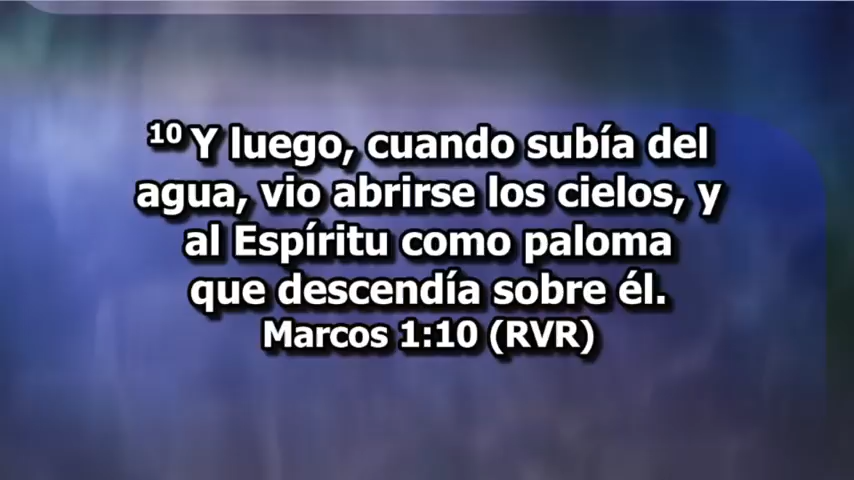 10 Y luego, cuando subía del
agua, vio abrirse los cielos, y
al Espíritu como paloma
que descendía sobre él.
Marcos 1:10 (RVR)